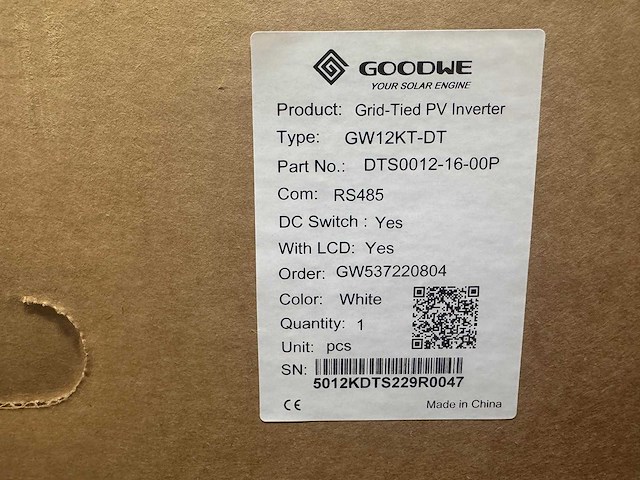 GOODWE
YOUR SOLAR ENGINE
Product: Grid-Tied PV Inverter
Type: GW12KT-DT
Part No.: DTS0012-16-00P
Com: RS485
DC Switch : Yes
With LCD: Yes
Order: GW537220804
Color: White
Quantity: 1
Unit: pcs
SN:
5012KDTS229R0047
CE Made in China